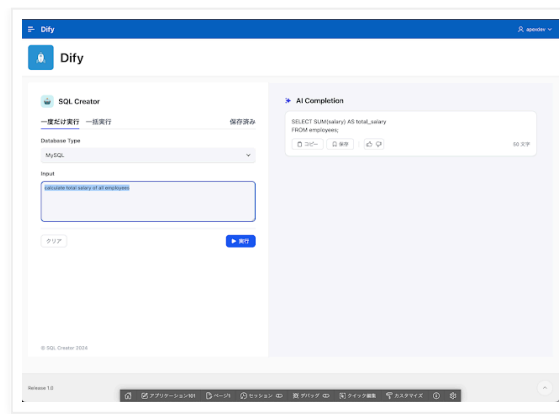 Dify
apexdev
Dify
SQL Creator
一度だけ実行 一括実行 保存済み
Database Type
MySQL
Input
calculate total salary of all employees
クリア
実行
© SQL Creator 2024
AI Completion
SELECT SUM(salary) AS total_salary
FROM employees;
コピー 保存
50 文字
Release 1.0
アプリケーション101 ページ1 セッション デバッグ クイック編集 カスタマイズ